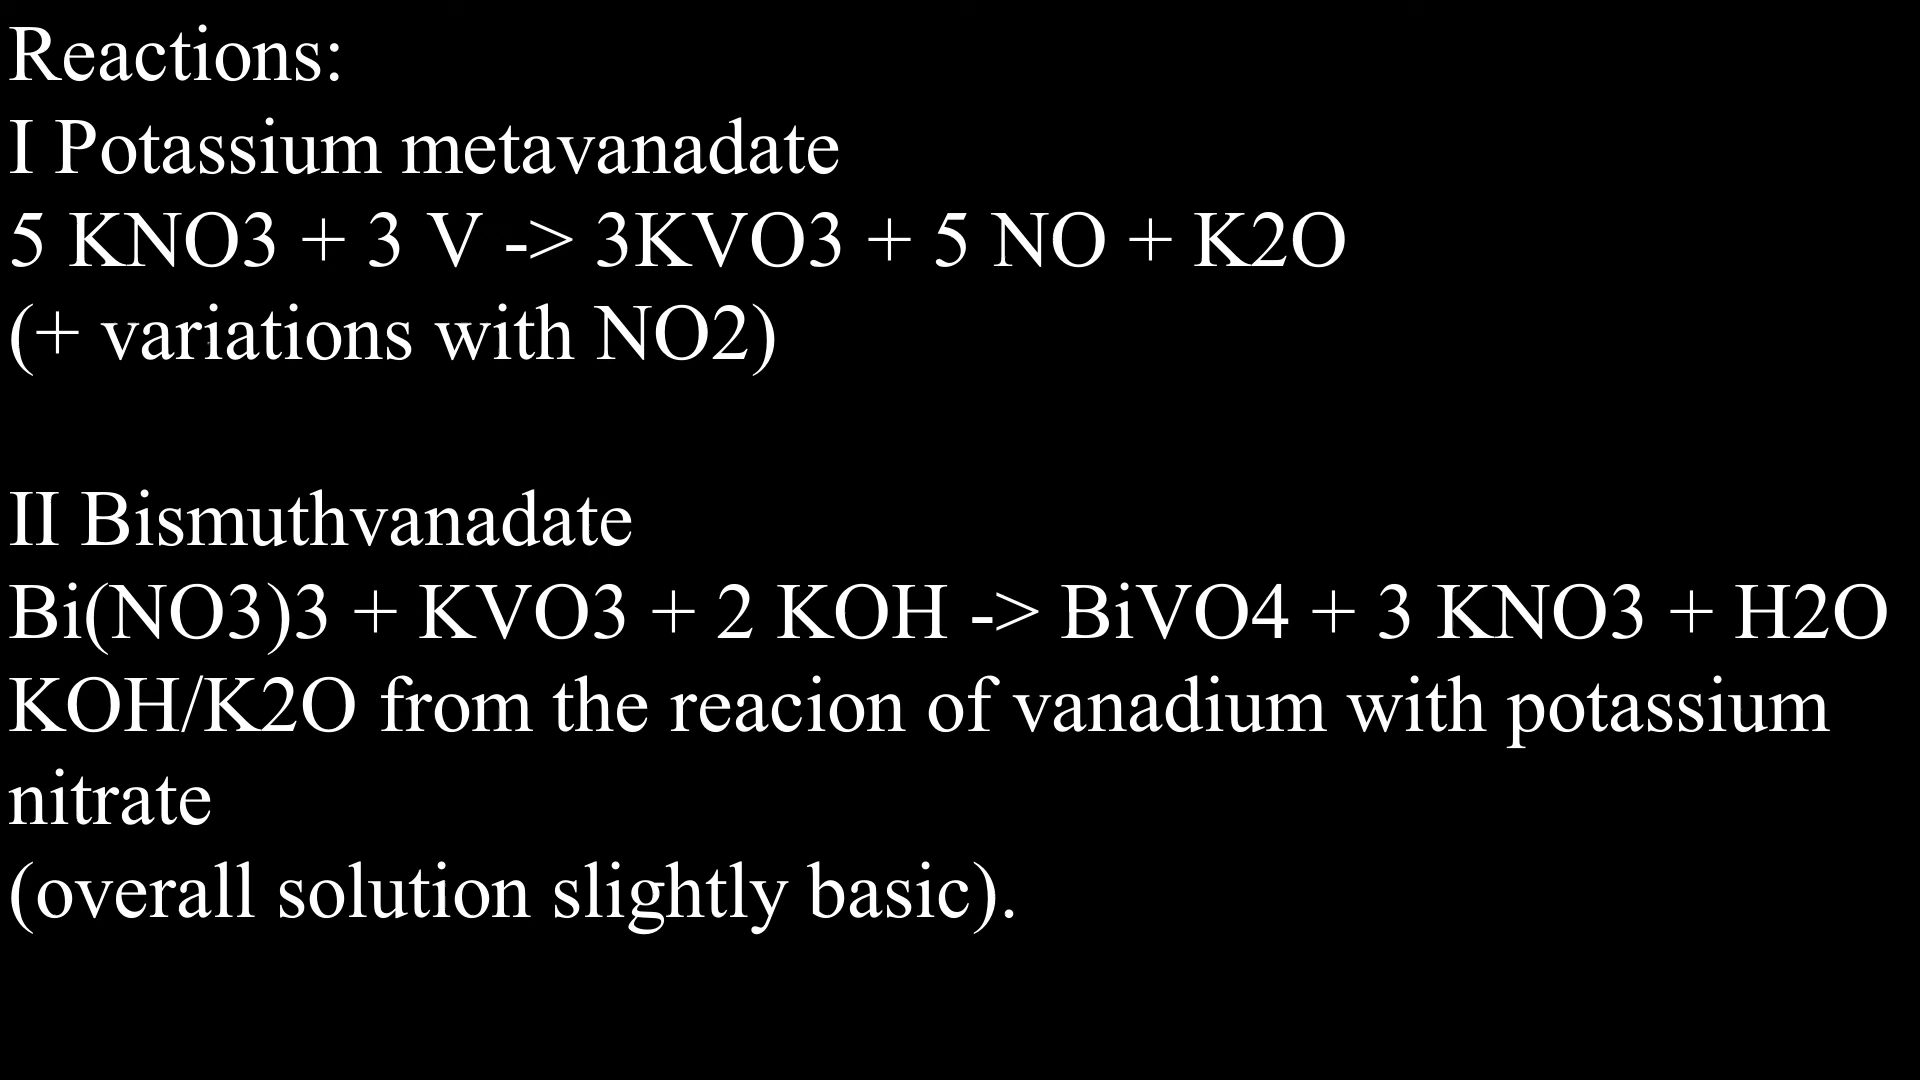 Reactions:
I Potassium metavanadate
5 KNO3 + 3 V -> 3KVO3 + 5 NO + K2O
(+ variations with NO2)
II Bismuthvanadate
Bi(NO3)3 + KVO3 + 2 KOH -> BiVO4 + 3 KNO3 + H2O
KOH/K2O from the reacion of vanadium with potassium
nitrate
(overall solution slightly basic).